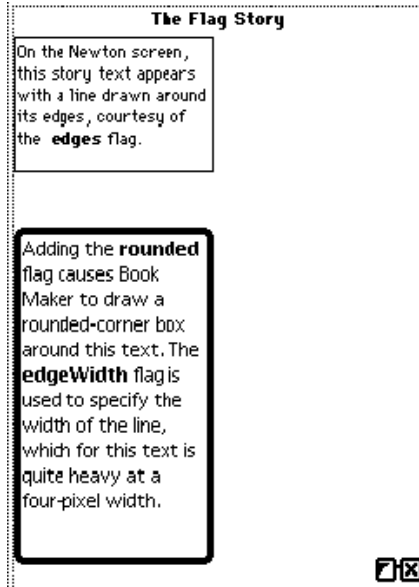 The Flag Story
On the Newton screen,
this story text appears
with a line drawn around
its edges, courtesy of
the edges flag.
Adding the rounded
flag causes Book
Maker to draw a
rounded-corner box
around this text. The
edgeWidth flag is
used to specify the
width of the line,
which for this text is
quite heavy at a
four-pixel width.